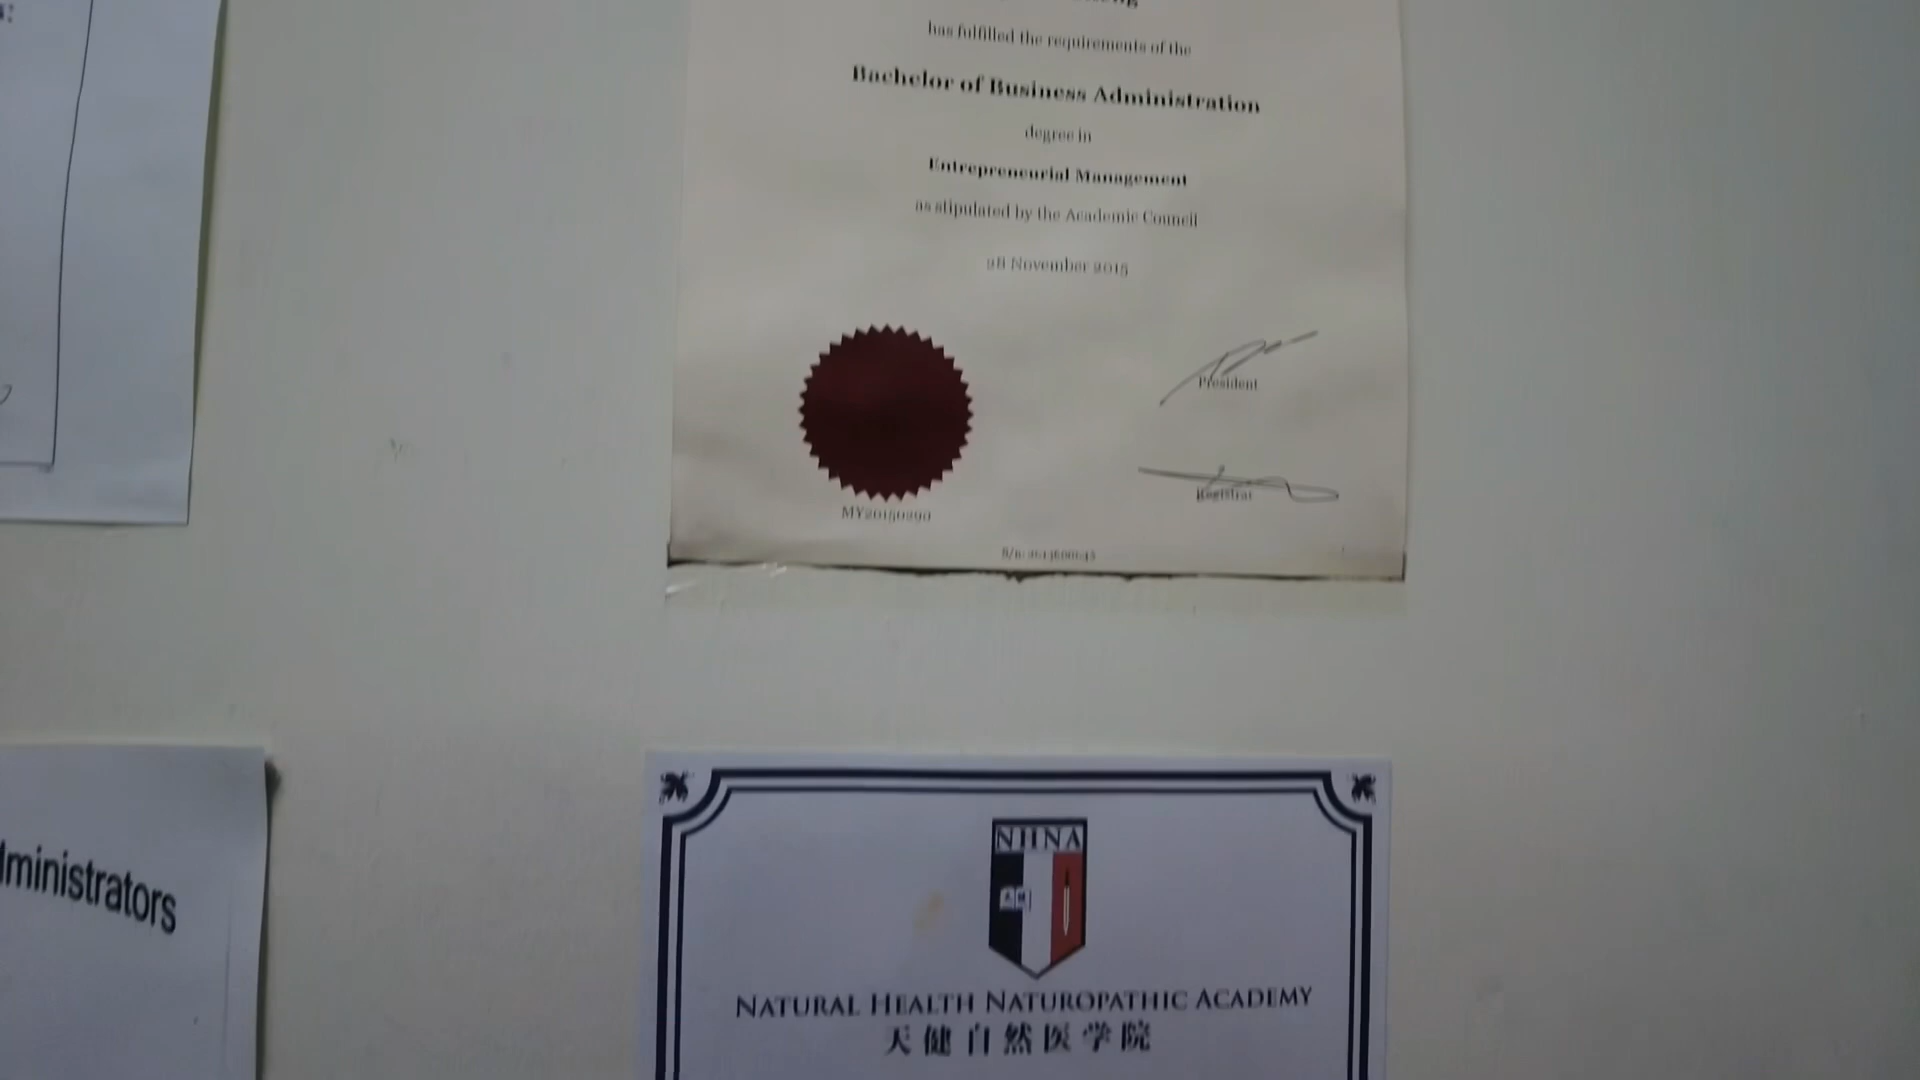 has fulfilled the requirements of the
Bachelor of Business Administration
degree in
Entrepreneurial Management
as stipulated by the Academic Council
28 November 2015
President
Registrar
MY20150290
dministrators
NHNA
NATURAL HEALTH NATUROPATHIC ACADEMY
天健自然医学院